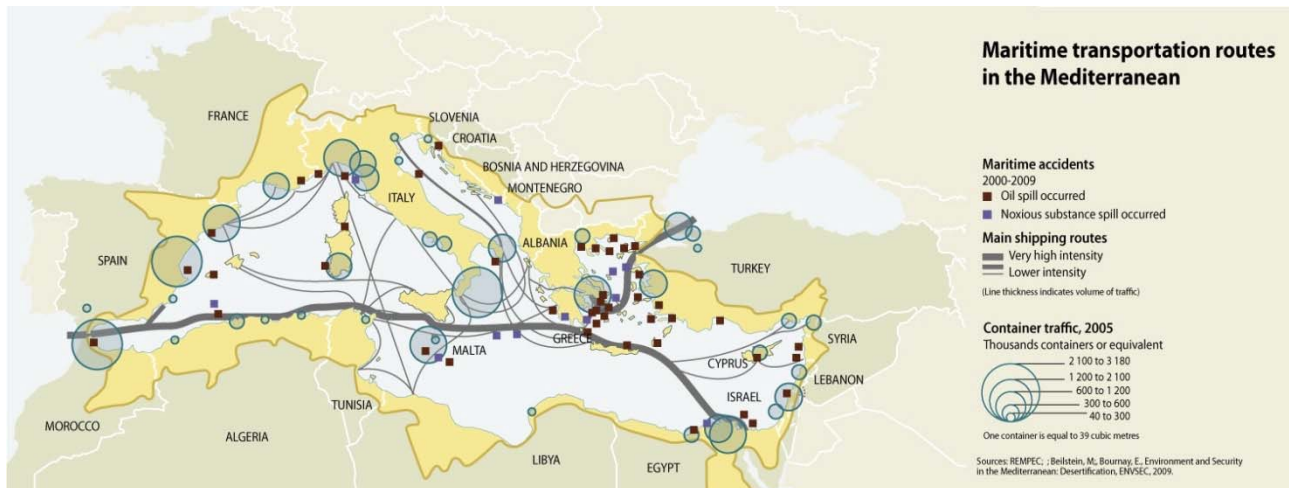 Maritime transportation routes
in the Mediterranean
Maritime accidents
2000-2009
Oil spill occurred
Noxious substance spill occurred
Main shipping routes
Very high intensity
Lower intensity
(Line thickness indicates volume of traffic)
Container traffic, 2005
Thousands containers or equivalent
2 100 to 3 180
1 200 to 2 100
600 to 1 200
300 to 600
40 to 300
One container is equal to 39 cubic metres
Sources: REMPEC; ; Beilstein, M;, Bournay, E., Environment and Security
in the Mediterranean: Desertification, ENVSEC, 2009.
FRANCE
SLOVENIA
CROATIA
BOSNIA AND HERZEGOVINA
MONTENEGRO
ITALY
ALBANIA
SPAIN
TURKEY
GREECE
MALTA
SYRIA
CYPRUS
LEBANON
ISRAEL
TUNISIA
MOROCCO
ALGERIA
LIBYA
EGYPT